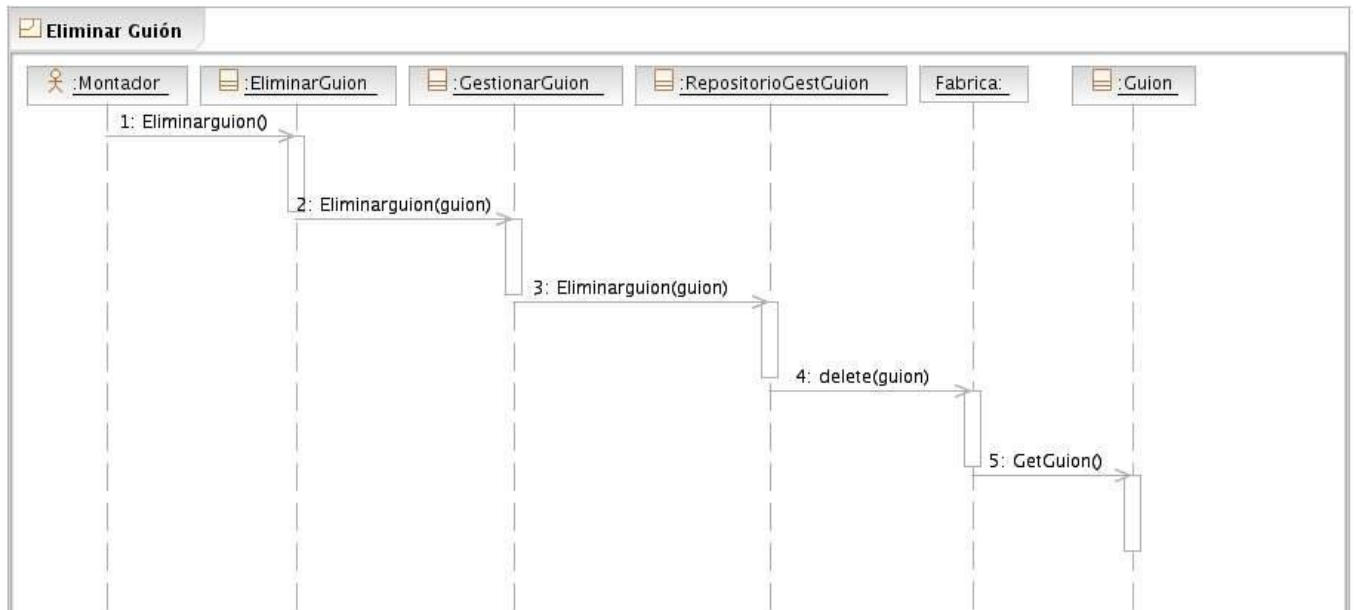 Eliminar Guión
:Montador
:EliminarGuion
:GestionarGuion
:RepositorioGestGuion
Fabrica:
:Guion
1: Eliminarguion()
2: Eliminarguion(guion)
3: Eliminarguion(guion)
4: delete(guion)
5: GetGuion()